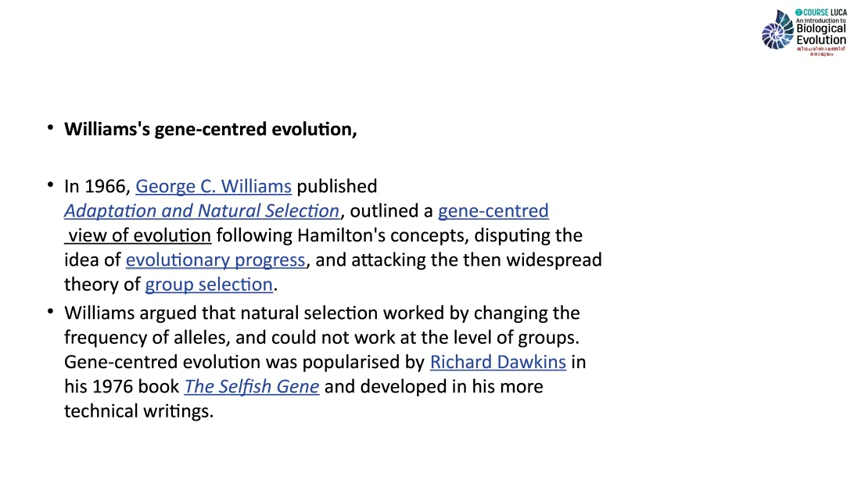 COURSE LUCA
An Introduction to
Biological
Evolution
• Williams's gene-centred evolution,
• In 1966, George C. Williams published
Adaptation and Natural Selection, outlined a gene-centred
view of evolution following Hamilton's concepts, disputing the
idea of evolutionary progress, and attacking the then widespread
theory of group selection.
• Williams argued that natural selection worked by changing the
frequency of alleles, and could not work at the level of groups.
Gene-centred evolution was popularised by Richard Dawkins in
his 1976 book The Selfish Gene and developed in his more
technical writings.